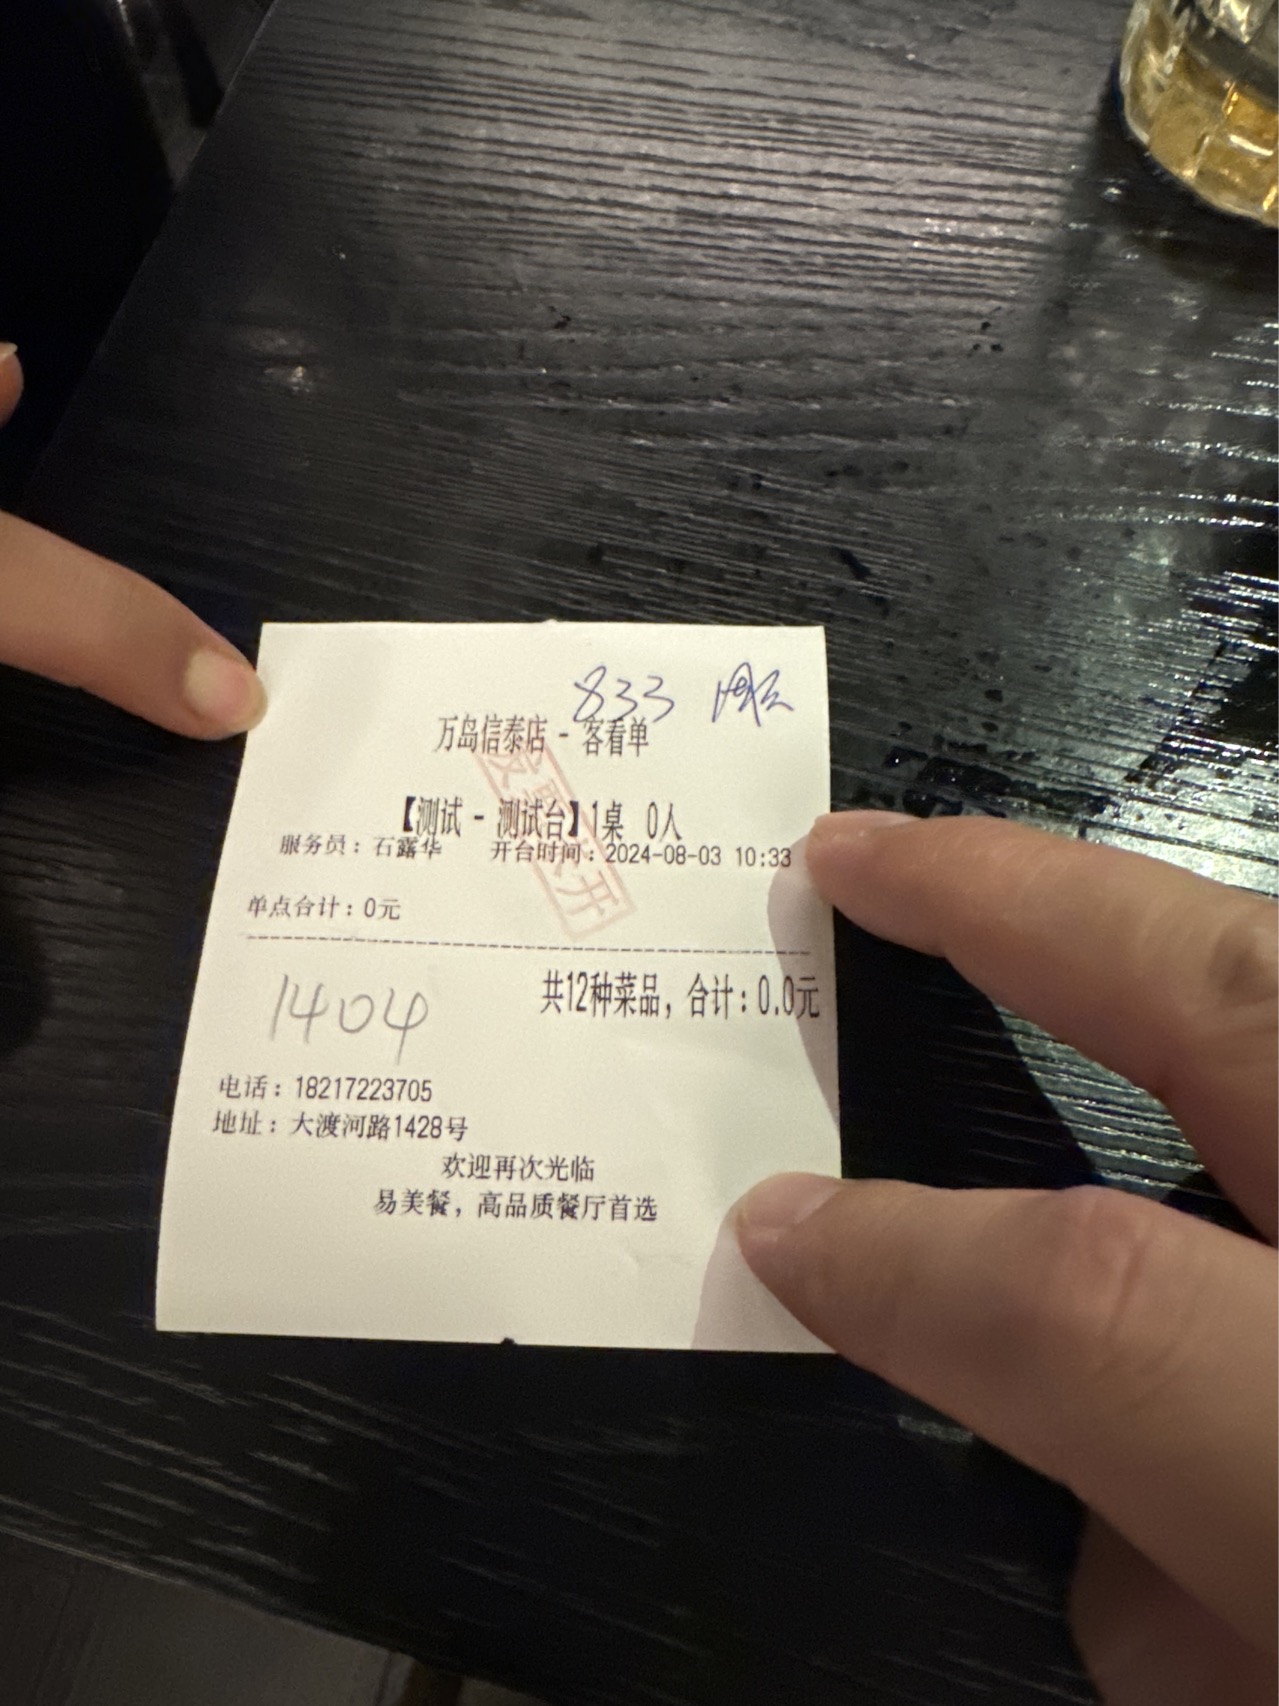 833
万岛信泰店 - 客看单
【测试 - 测试台】1桌 0人
服务员：石露华 开台时间：2024-08-03 10:33
发票已开
单点合计：0元
共12种菜品，合计：0.0元
1404
电话：18217223705
地址：大渡河路1428号
欢迎再次光临
易美餐，高品质餐厅首选